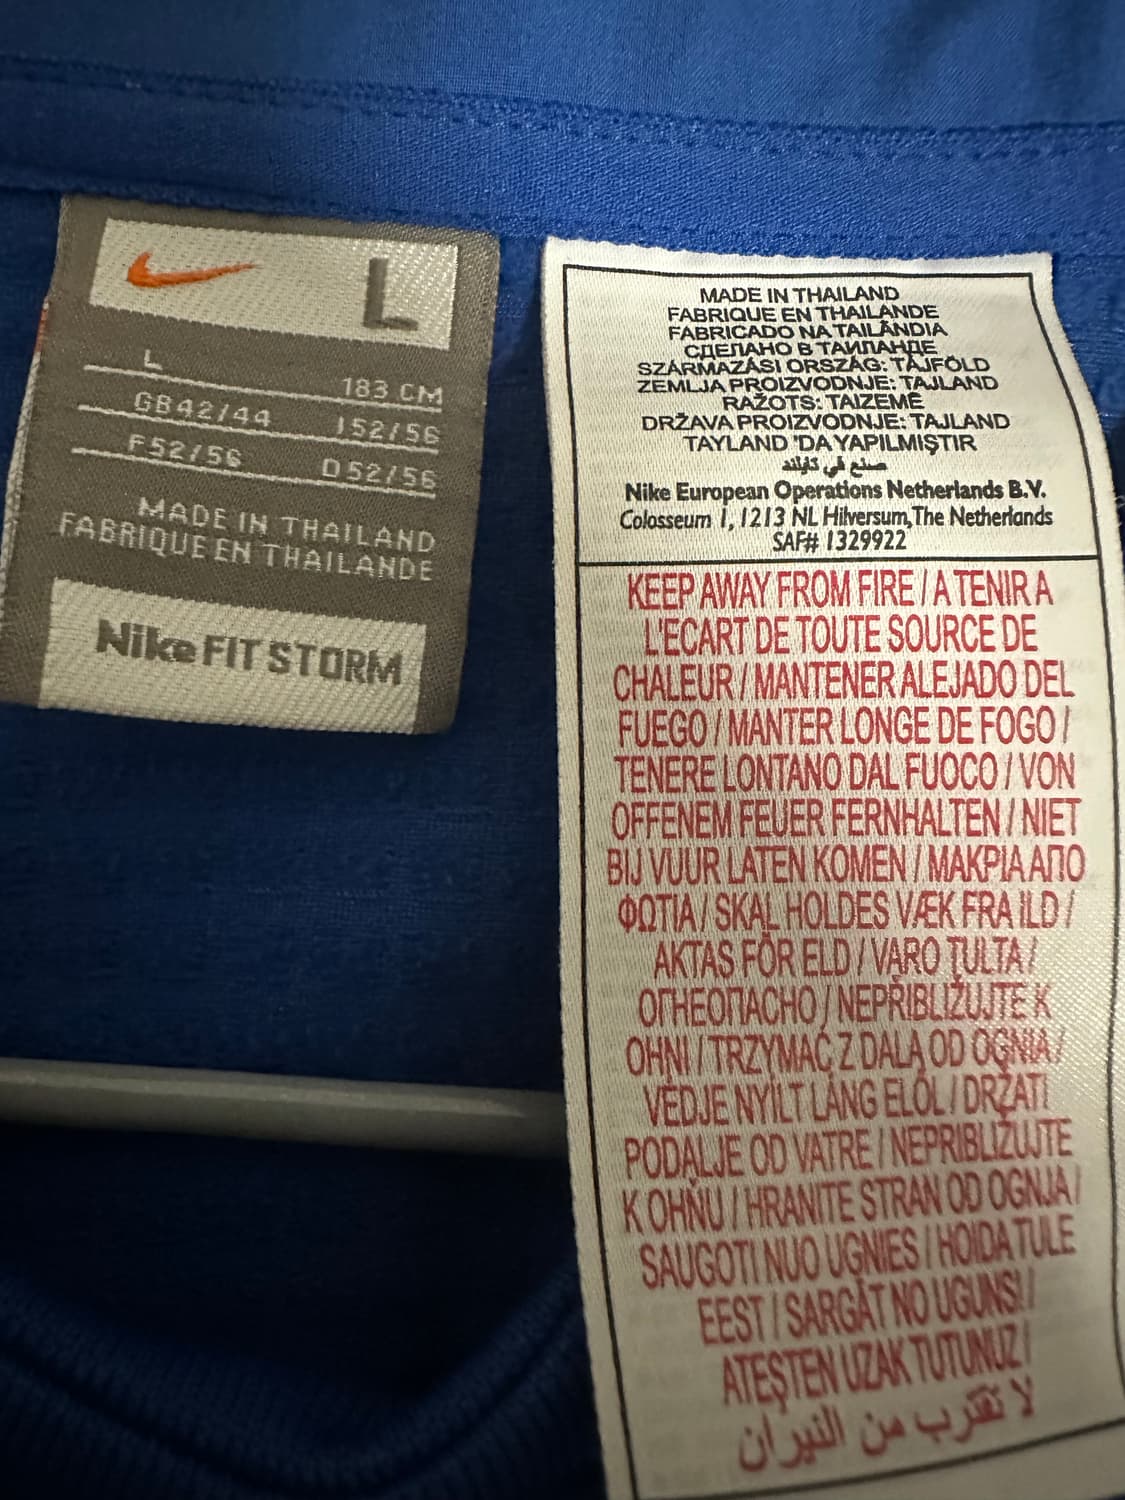 L
L
183 CM
GB42/44 I52/56
F52/56 D52/56
MADE IN THAILAND
FABRIQUE EN THAILANDE
Nike FIT STORM
MADE IN THAILAND
FABRIQUE EN THAILANDE
FABRICADO NA TAILÂNDIA
СДЕЛАНО В ТАИЛАНДЕ
SZÁRMAZÁSI ORSZÁG: TÁJFÖLD
ZEMLJA PROIZVODNJE: TAJLAND
RAŽOTS: TAIZEMĒ
DRŽAVA PROIZVODNJE: TAJLAND
TAYLAND 'DA YAPILMIŞTIR
صنع في
Nike European Operations Netherlands B.V.
Colosseum 1, 1213 NL Hilversum, The Netherlands
SAF# 1329922
KEEP AWAY FROM FIRE / A TENIR A
L'ECART DE TOUTE SOURCE DE
CHALEUR / MANTENER ALEJADO DEL
FUEGO / MANTER LONGE DE FOGO /
TENERE LONTANO DAL FUOCO / VON
OFFENEM FEUER FERNHALTEN / NIET
BIJ VUUR LATEN KOMEN / ΜΑΚΡΙΑ ΑΠΟ
ΦΩΤΙΑ / SKAL HOLDES VÆK FRA ILD /
AKTAS FÖR ELD / VARO TULTA /
ОГНЕОПАСНО / NEPŘIBLIŽUJTE K
OHNI / TRZYMAĆ Z DALA OD OGNIA /
VÉDJE NYÍLT LÁNG ELÖL / DRŽATI
PODALJE OD VATRE / NEPRIBLIŽUJTE
K OHŇU / HRANITE STRAN OD OGNJA /
SAUGOTI NUO UGNIES / HOIDA TULE
EEST / SARGĀT NO UGUNS! /
ATEŞTEN UZAK TUTUNUZ /
لا تقترب من النيران